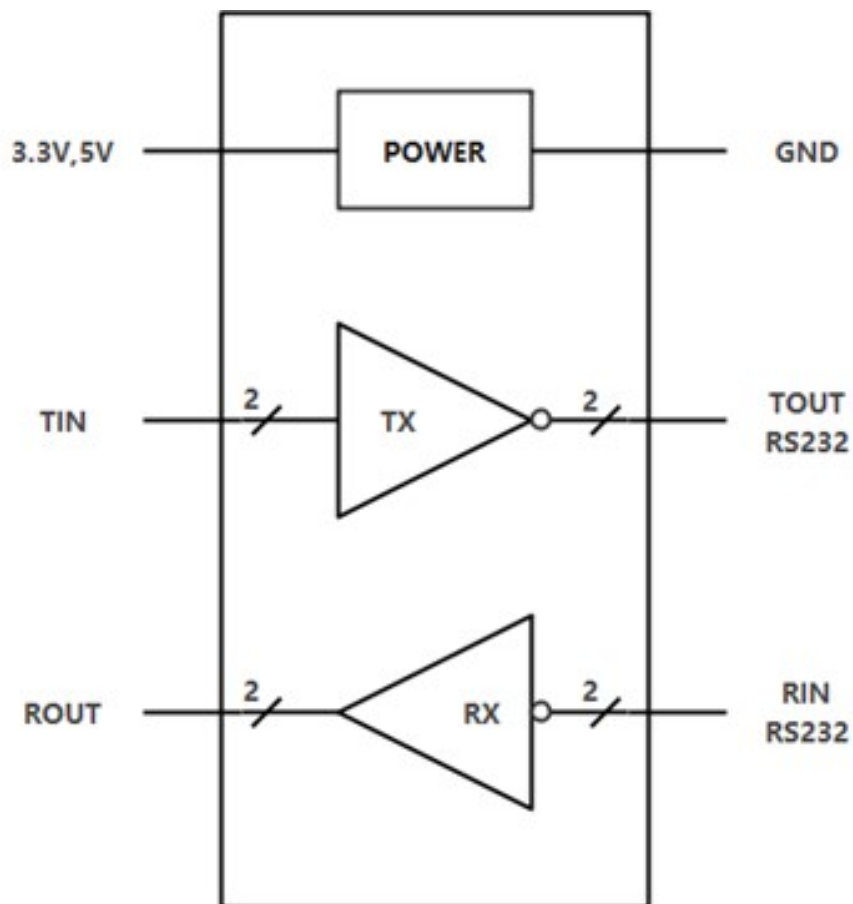 3.3V,5V
POWER
GND
2
2
TIN
TX
TOUT
RS232
2
2
ROUT
RX
RIN
RS232